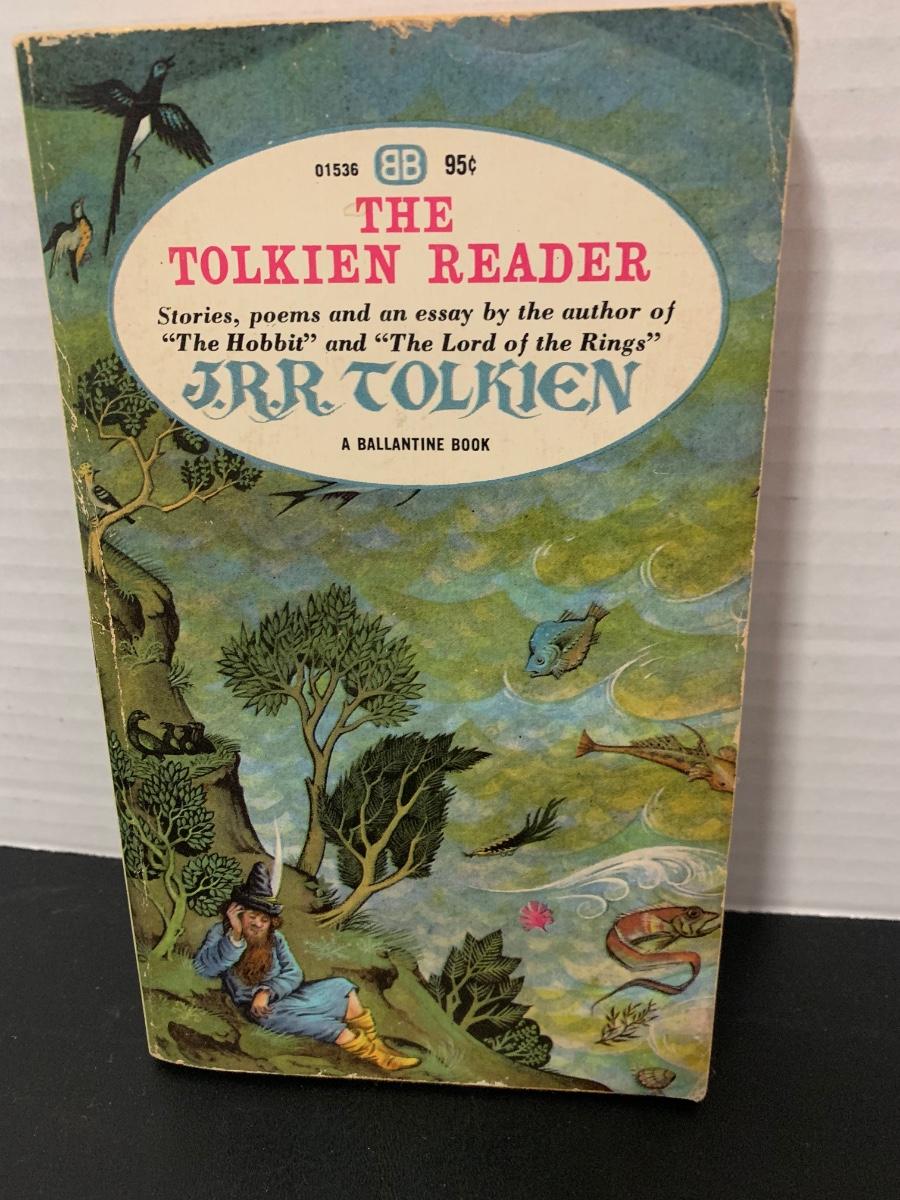 01536 BB 95¢
THE
TOLKIEN READER
Stories, poems and an essay by the author of
“The Hobbit” and “The Lord of the Rings”
J.R.R. TOLKIEN
A BALLANTINE BOOK